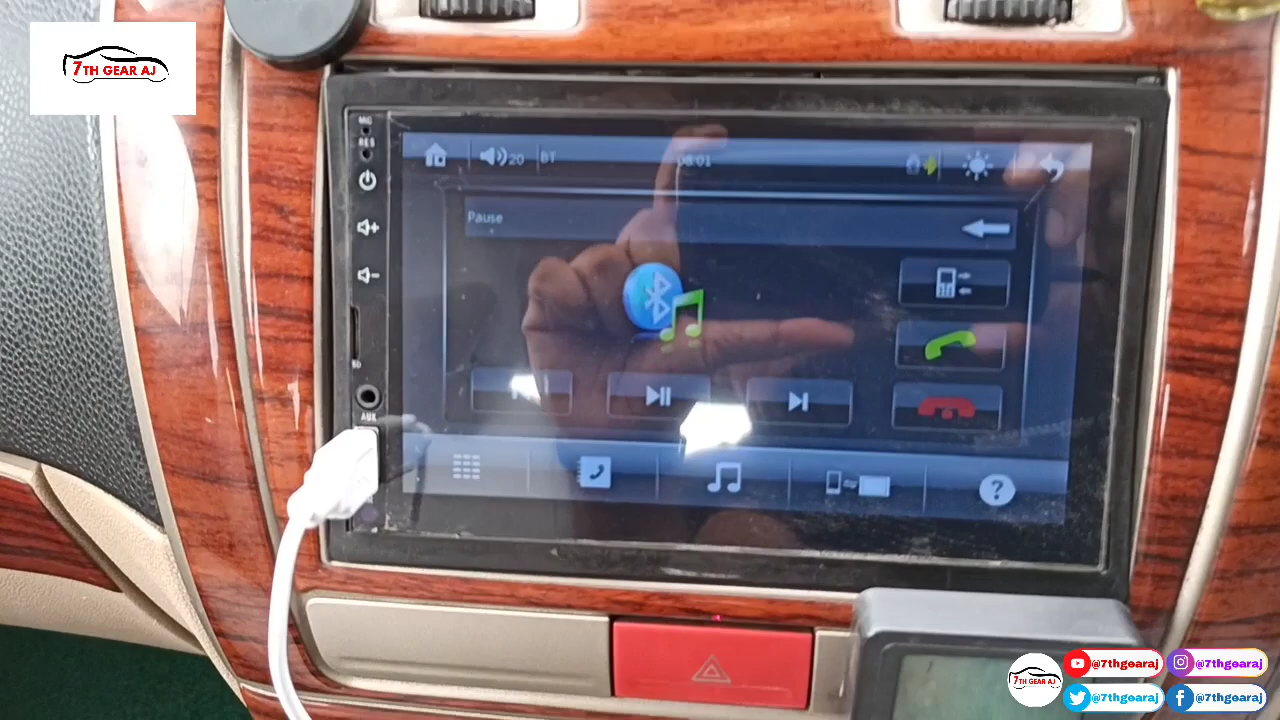 7TH GEAR AJ
MIC
RES
20
BT
08:01
Pause
SD
AUX
?
7TH GEAR AJ
@7thgearaj
@7thgearaj
@7thgearaj
@7thgearaj